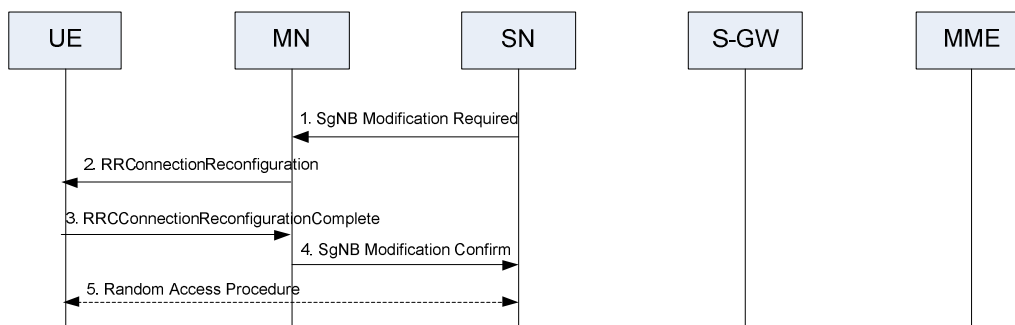 UE
MN
SN
S-GW
MME
1. SgNB Modification Required
2. RRConnectionReconfiguration
3. RRCConnectionReconfigurationComplete
4. SgNB Modification Confirm
5. Random Access Procedure